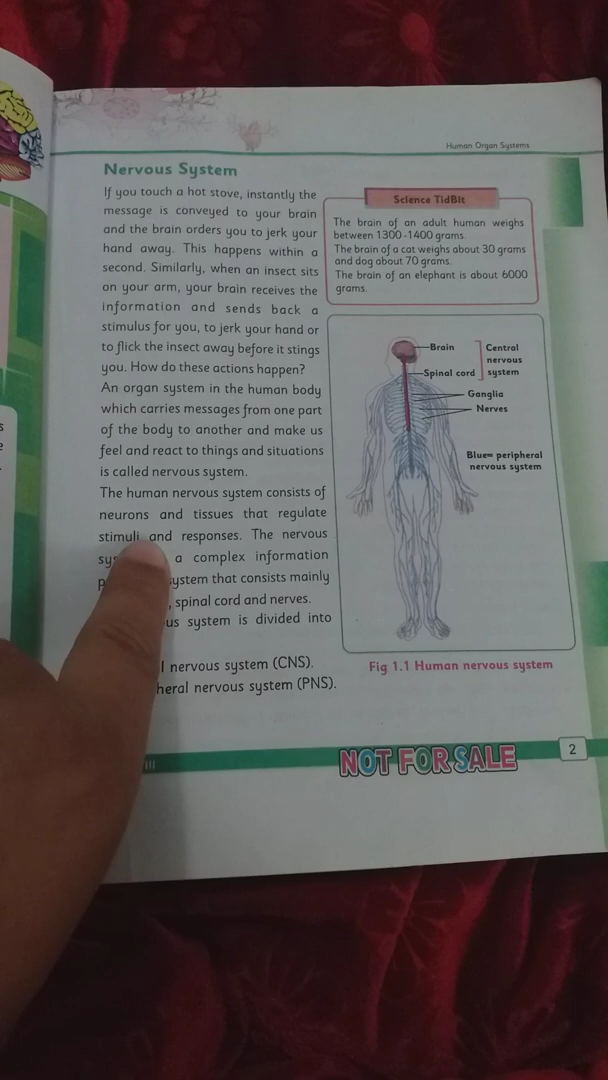 Human Organ Systems
Nervous System
If you touch a hot stove, instantly the
message is conveyed to your brain
and the brain orders you to jerk your
hand away. This happens within a
second. Similarly, when an insect sits
on your arm, your brain receives the
information and sends back a
stimulus for you, to jerk your hand or
to flick the insect away before it stings
you. How do these actions happen?
An organ system in the human body
which carries messages from one part
of the body to another and make us
feel and react to things and situations
is called nervous system.
The human nervous system consists of
neurons and tissues that regulate
stimuli and responses. The nervous
a complex information
system that consists mainly
, spinal cord and nerves.
system is divided into
nervous system (CNS).
nervous system (PNS).
Science TidBit
The brain of an adult human weighs
between 1300-1400 grams.
The brain of a cat weighs about 30 grams
and dog about 70 grams.
The brain of an elephant is about 6000
grams.
Brain
Central
nervous
system
Spinal cord
Ganglia
Nerves
Blue= peripheral
nervous system
Fig 1.1 Human nervous system
III
NOT FOR SALE
2